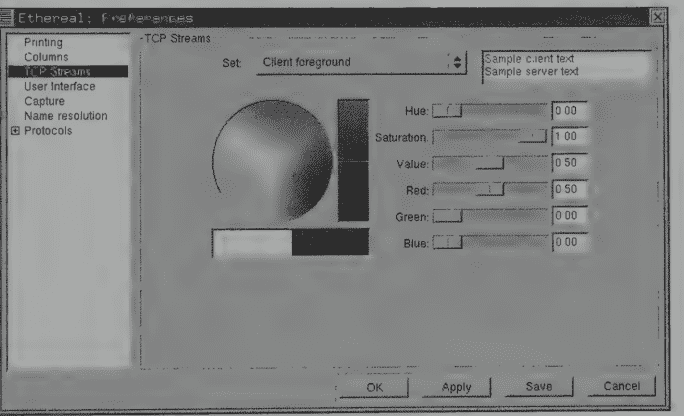 Ethereal: Preferences
Printing
Columns
TCP Streams
User Interface
Capture
Name resolution
Protocols
TCP Streams
Set: Client foreground
Sample client text
Sample server text
Hue: 0.00
Saturation: 1.00
Value: 0.50
Red: 0.50
Green: 0.00
Blue: 0.00
OK Apply Save Cancel